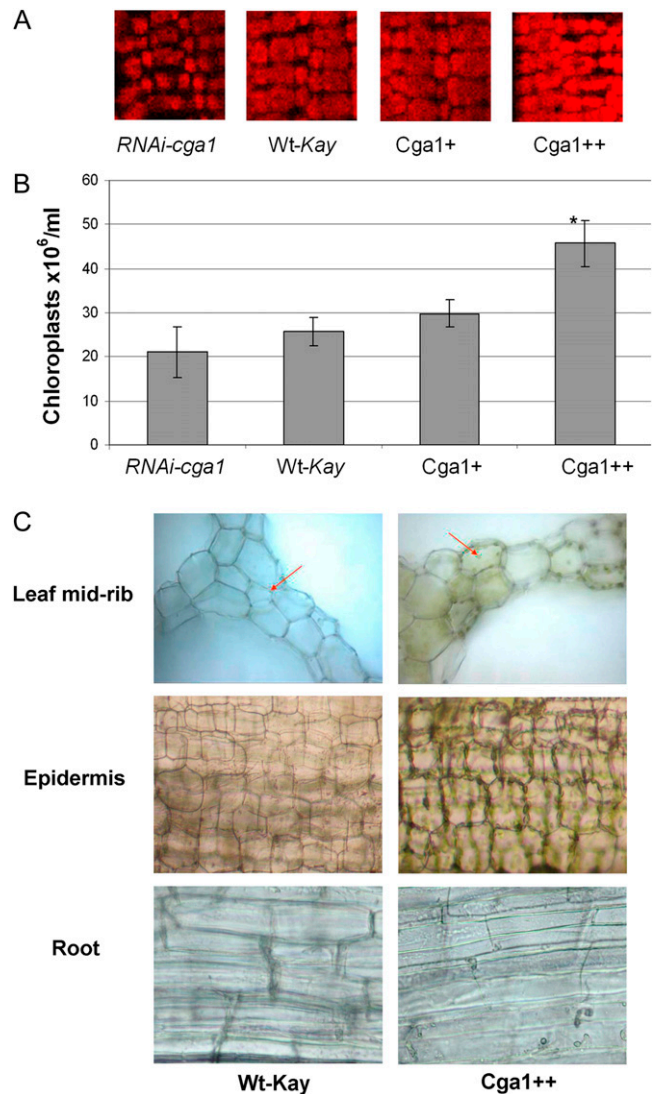 A
RNAi-cga1 Wt-Kay Cga1+ Cga1++
B
Chloroplasts x10⁶/ml
60
50
40
30
20
10
0
*
RNAi-cga1 Wt-Kay Cga1+ Cga1++
C
Leaf mid-rib
Epidermis
Root
Wt-Kay Cga1++